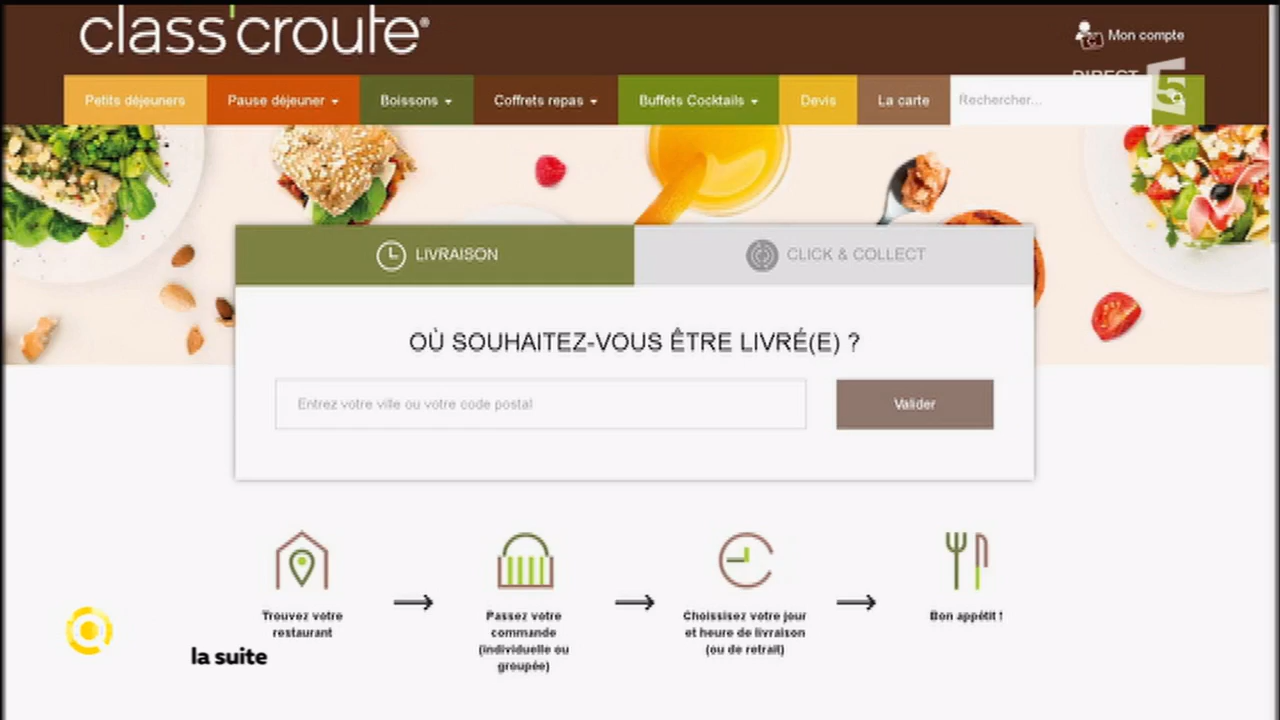 class'croute®
Mon compte
DIRECT 5
Petits déjeuners
Pause déjeuner
Boissons
Coffrets repas
Buffets Cocktails
Devis
La carte
Rechercher...
LIVRAISON
CLICK & COLLECT
OÙ SOUHAITEZ-VOUS ÊTRE LIVRÉ(E) ?
Entrez votre ville ou votre code postal
Valider
Trouvez votre
restaurant
Passez votre
commande
(individuelle ou
groupée)
Choissisez votre jour
et heure de livraison
(ou de retrait)
Bon appétit !
la suite